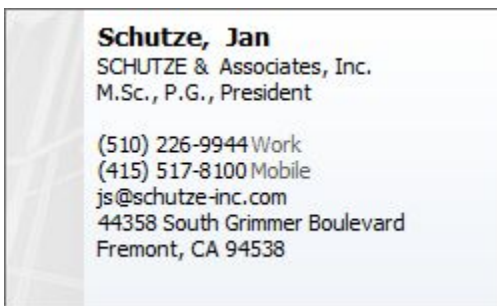 Schutze, Jan
SCHUTZE & Associates, Inc.
M.Sc., P.G., President
(510) 226-9944 Work
(415) 517-8100 Mobile
js@schutze-inc.com
44358 South Grimmer Boulevard
Fremont, CA 94538